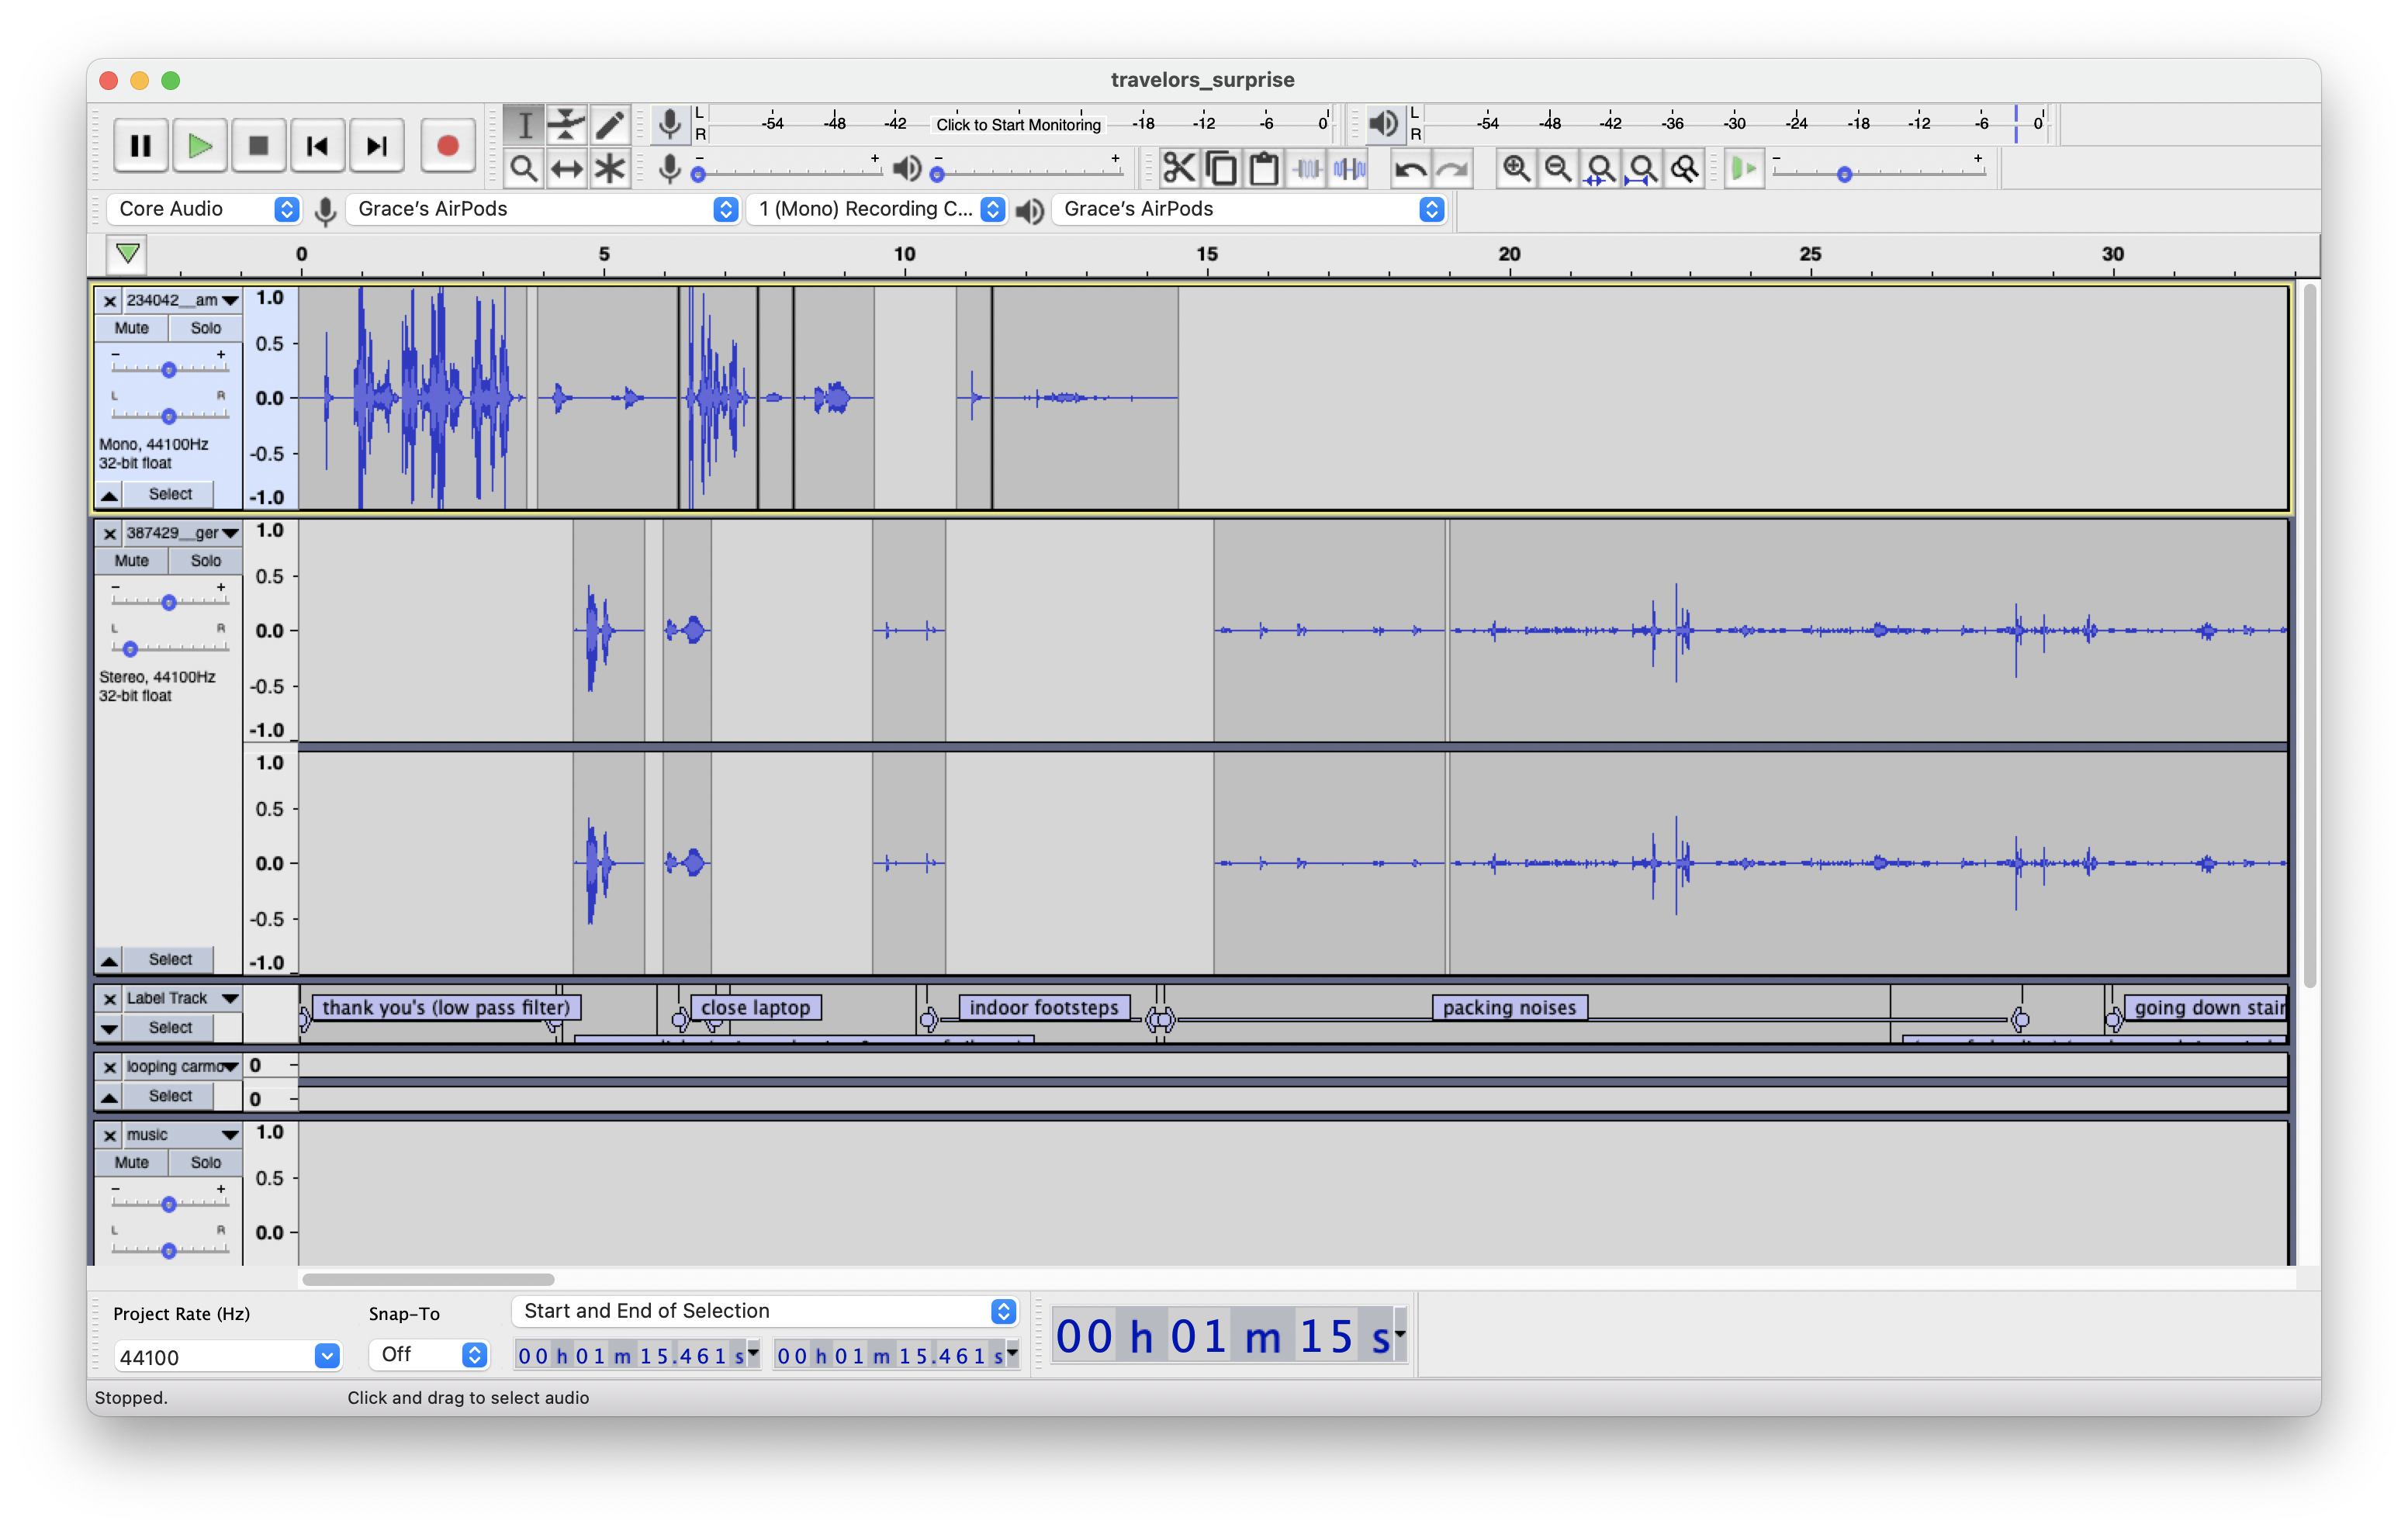 travelors_surprise
L
R
-54 -48 -42 Click to Start Monitoring -18 -12 -6 0
L
R
-54 -48 -42 -36 -30 -24 -18 -12 -6 0
- +
- +
- +
Core Audio
Grace's AirPods
1 (Mono) Recording C...
Grace's AirPods
0 5 10 15 20 25 30
234042__am
Mute Solo
- +
L R
Mono, 44100Hz
32-bit float
Select
1.0
0.5
0.0
-0.5
-1.0
387429__ger
Mute Solo
- +
L R
Stereo, 44100Hz
32-bit float
Select
1.0
0.5
0.0
-0.5
-1.0
1.0
0.5
0.0
-0.5
-1.0
Label Track
Select
thank you's (low pass filter)
close laptop
indoor footsteps
packing noises
going down stair
looping carmo
Select
0
0
music
Mute Solo
- +
L R
1.0
0.5
0.0
Project Rate (Hz)
44100
Snap-To
Off
Start and End of Selection
00 h 01 m 15.461 s
00 h 01 m 15.461 s
00 h 01 m 15 s
Stopped.
Click and drag to select audio